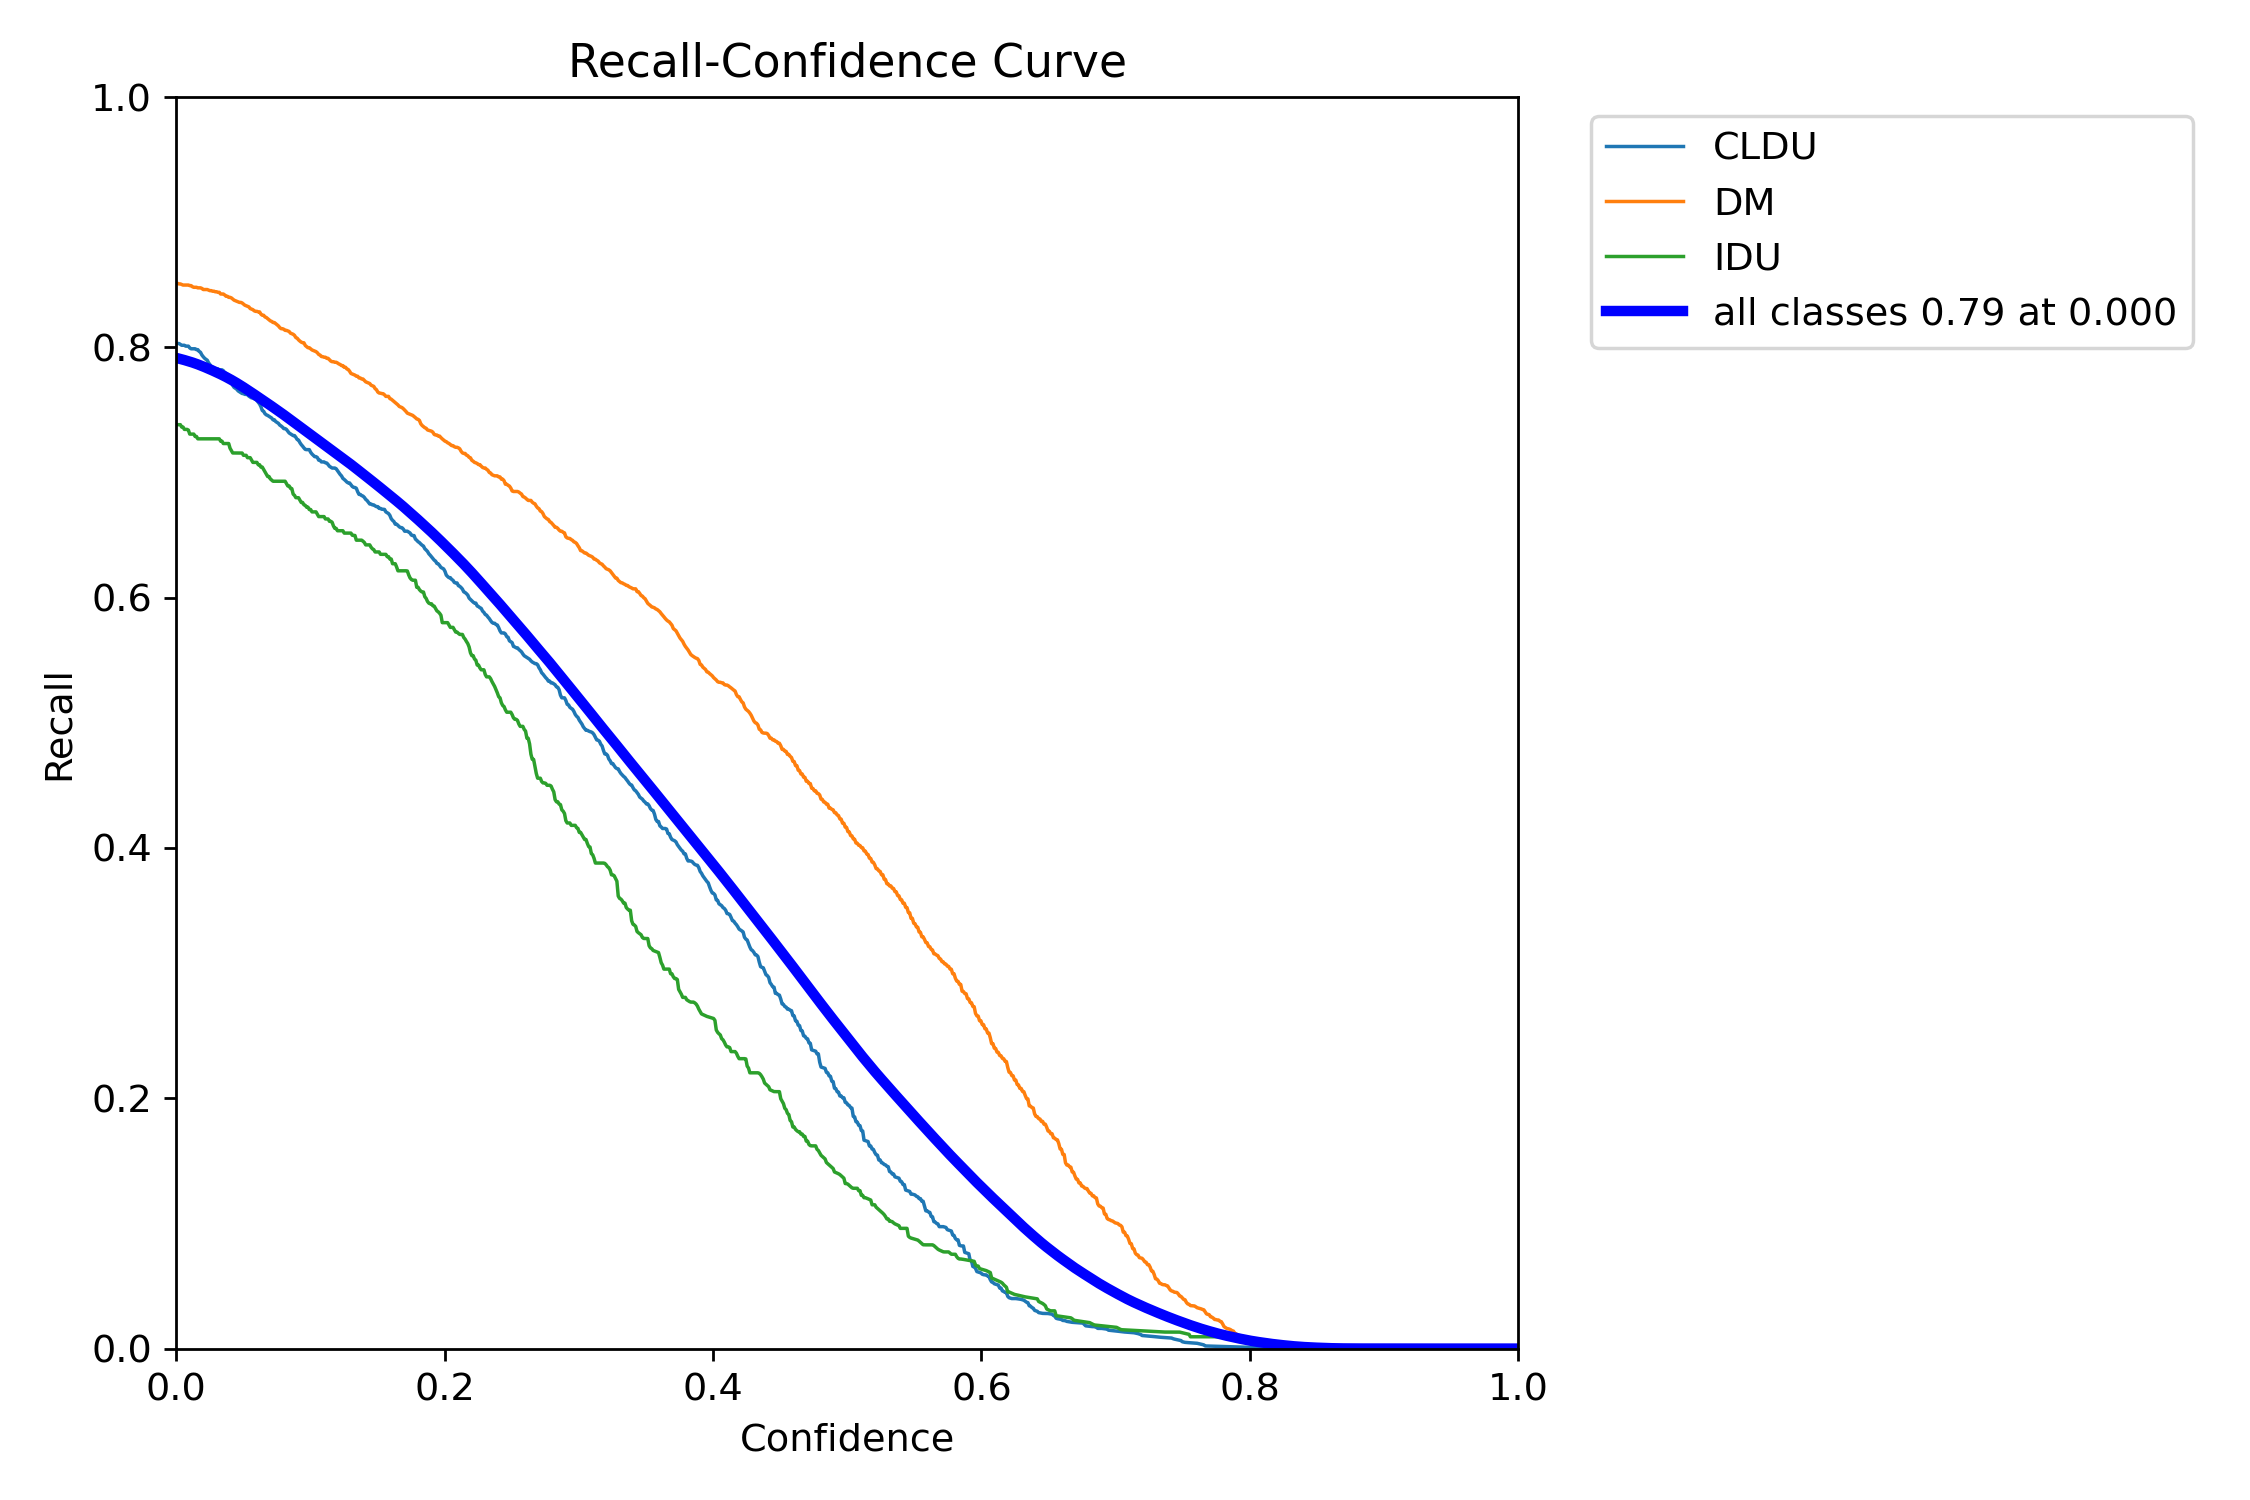 Recall-Confidence Curve
1.0
0.8
0.6
0.4
0.2
0.0
Recall
0.0 0.2 0.4 0.6 0.8 1.0
Confidence
CLDU
DM
IDU
all classes 0.79 at 0.000